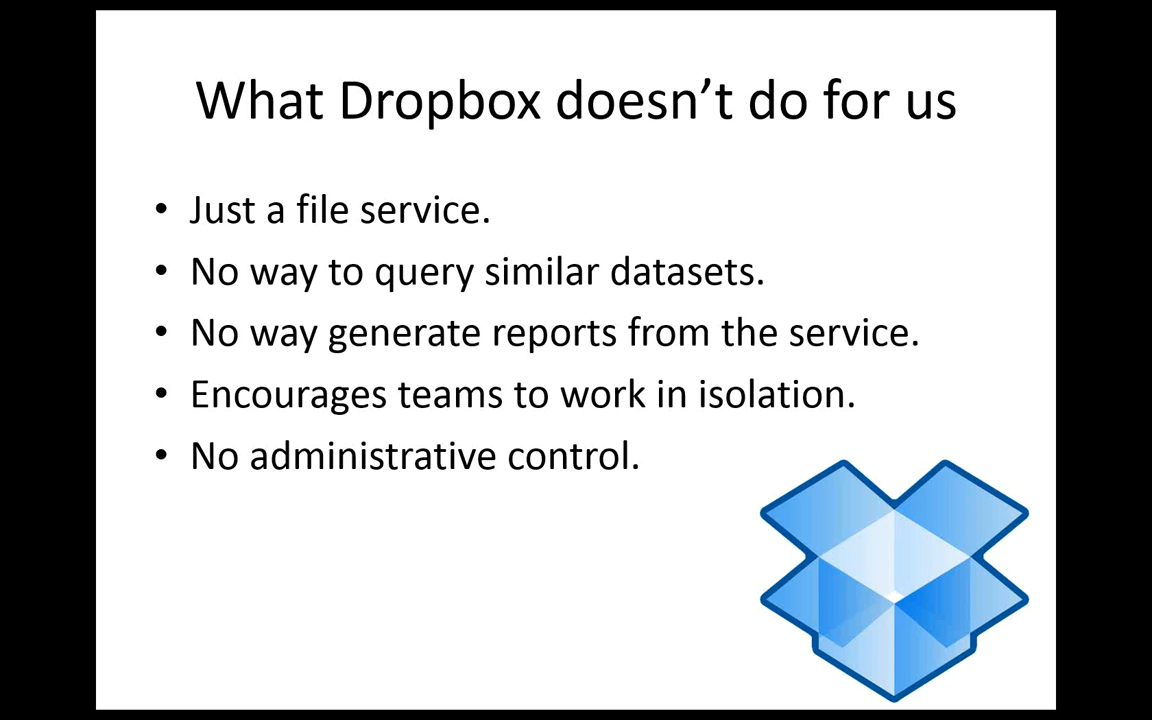 What Dropbox doesn’t do for us
• Just a file service.
• No way to query similar datasets.
• No way generate reports from the service.
• Encourages teams to work in isolation.
• No administrative control.